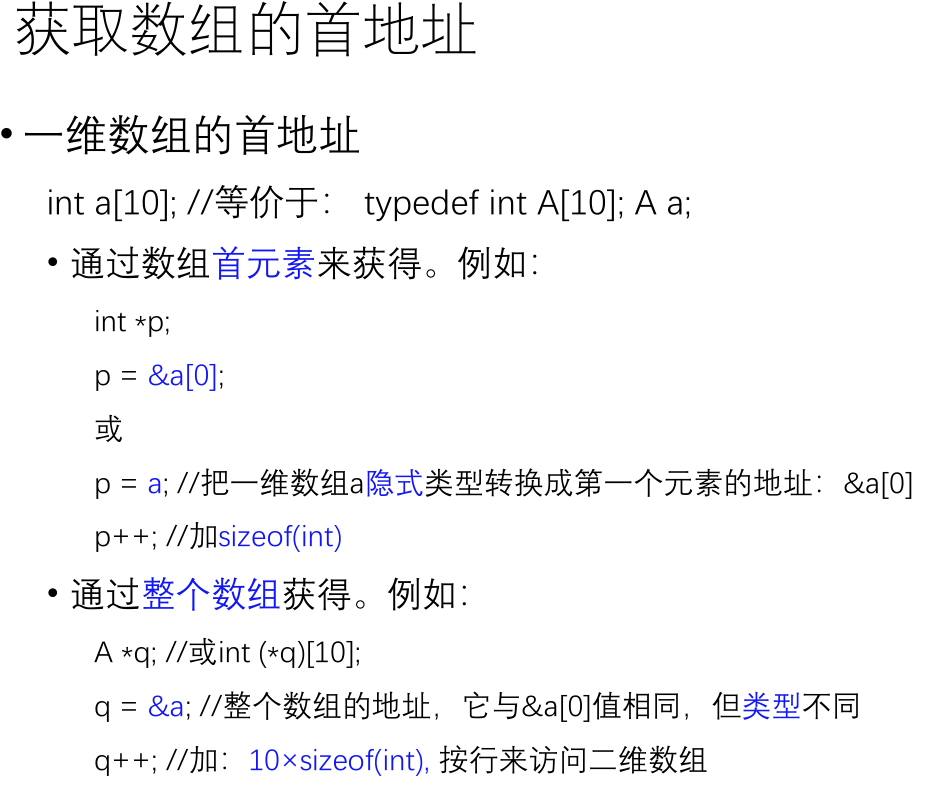 获取数组的首地址
• 一维数组的首地址
int a[10]; //等价于： typedef int A[10]; A a;
• 通过数组首元素来获得。例如：
int *p;
p = &a[0];
或
p = a; //把一维数组a隐式类型转换成第一个元素的地址：&a[0]
p++; //加sizeof(int)
• 通过整个数组获得。例如：
A *q; //或int (*q)[10];
q = &a; //整个数组的地址，它与&a[0]值相同，但类型不同
q++; //加：10×sizeof(int), 按行来访问二维数组